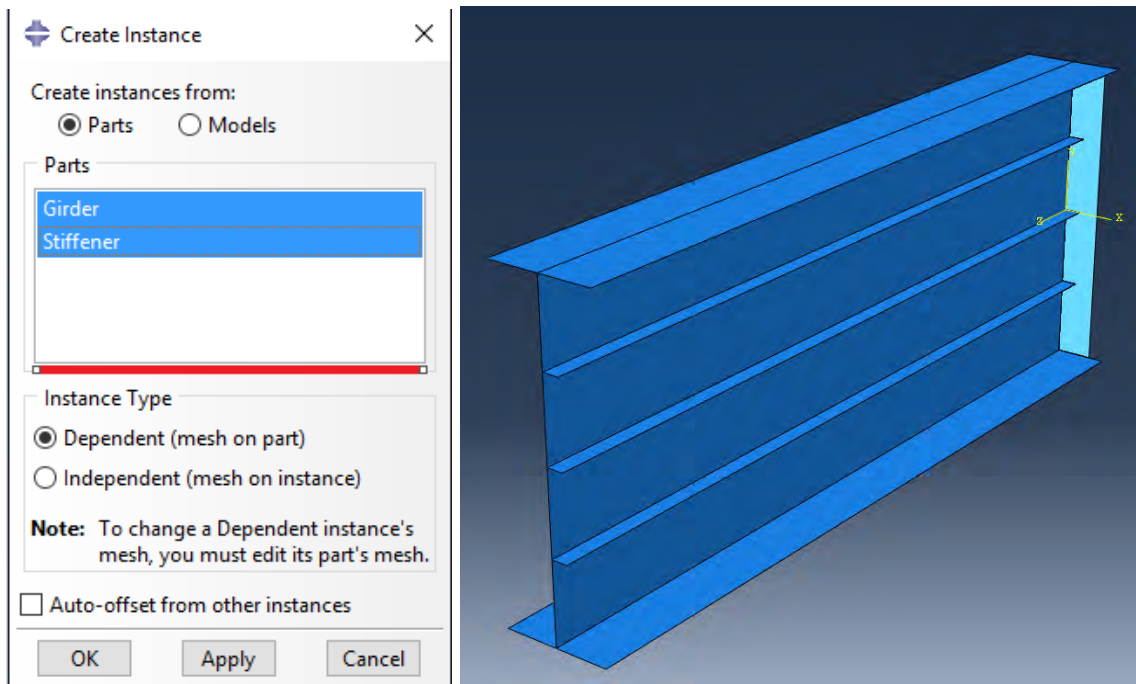 Create Instance
Create instances from:
Parts Models
Parts
Girder
Stiffener
Instance Type
Dependent (mesh on part)
Independent (mesh on instance)
Note: To change a Dependent instance's
mesh, you must edit its part's mesh.
Auto-offset from other instances
OK Apply Cancel
Y
Z X